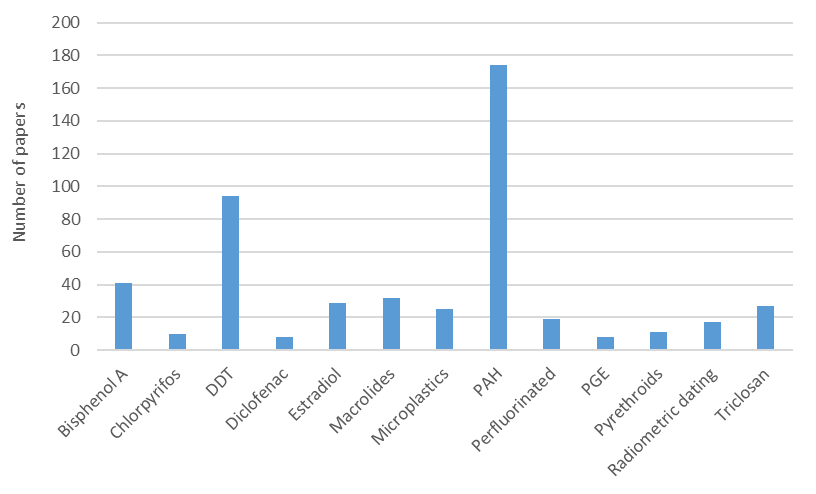 200
180
160
140
120
100
80
60
40
20
0
Number of papers
Bisphenol A
Chlorpyrifos
DDT
Diclofenac
Estradiol
Macrolides
Microplastics
PAH
Perfluorinated
PGE
Pyrethroids
Radiometric dating
Triclosan